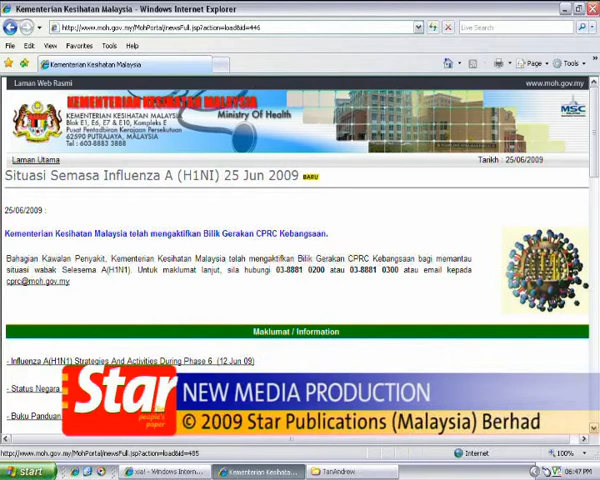 Kementerian Kesihatan Malaysia - Windows Internet Explorer
http://www.moh.gov.my/MohPortal/newsFull.jsp?action=load&id=446
Live Search
File Edit View Favorites Tools Help
Kementerian Kesihatan Malaysia
Page Tools
Laman Web Rasmi www.moh.gov.my
KEMENTERIAN KESIHATAN MALAYSIA
KEMENTERIAN KESIHATAN MALAYSIA
Blok E1, E6, E7 & E10, Kompleks E
Pusat Pentadbiran Kerajaan Persekutuan
62590 PUTRAJAYA, MALAYSIA
Tel : 603-8883 3888
Ministry Of Health
MSC
Laman Utama Tarikh : 25/06/2009
Situasi Semasa Influenza A (H1N1) 25 Jun 2009 BARU
25/06/2009 :
Kementerian Kesihatan Malaysia telah mengaktifkan Bilik Gerakan CPRC Kebangsaan.
Bahagian Kawalan Penyakit, Kementerian Kesihatan Malaysia telah mengaktifkan Bilik Gerakan CPRC Kebangsaan bagi memantau
situasi wabak Selesema A(H1N1). Untuk maklumat lanjut, sila hubungi 03-8881 0200 atau 03-8881 0300 atau email kepada
cprc@moh.gov.my
Maklumat / Information
- Influenza A(H1N1) Strategies And Activities During Phase 6 (12 Jun 09)
- Status Negara
- Buku Panduan
Star
the people's paper
NEW MEDIA PRODUCTION
© 2009 Star Publications (Malaysia) Berhad
http://www.moh.gov.my/MohPortal/newsFull.jsp?action=load&id=485
Internet 100%
start
xia! - Windows Intern...
Kementerian Kesihata...
TanAndrew
06:47 PM